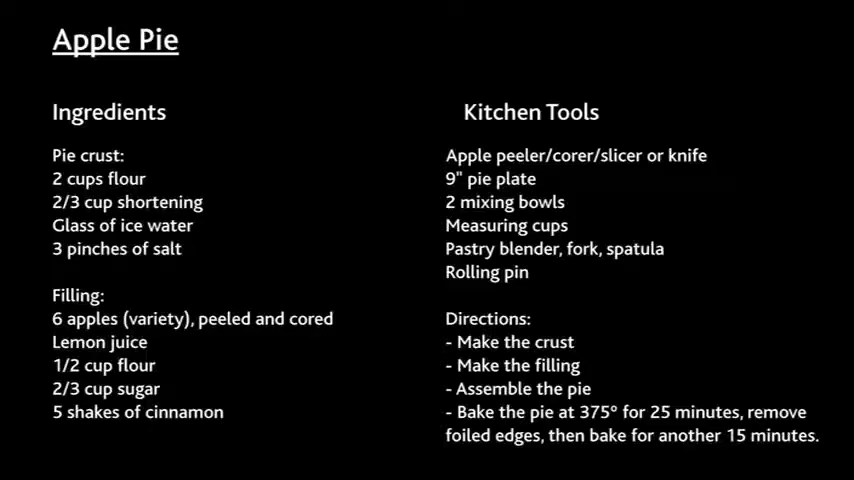 Apple Pie
Ingredients
Pie crust:
2 cups flour
2/3 cup shortening
Glass of ice water
3 pinches of salt
Filling:
6 apples (variety), peeled and cored
Lemon juice
1/2 cup flour
2/3 cup sugar
5 shakes of cinnamon
Kitchen Tools
Apple peeler/corer/slicer or knife
9" pie plate
2 mixing bowls
Measuring cups
Pastry blender, fork, spatula
Rolling pin
Directions:
- Make the crust
- Make the filling
- Assemble the pie
- Bake the pie at 375° for 25 minutes, remove
foiled edges, then bake for another 15 minutes.